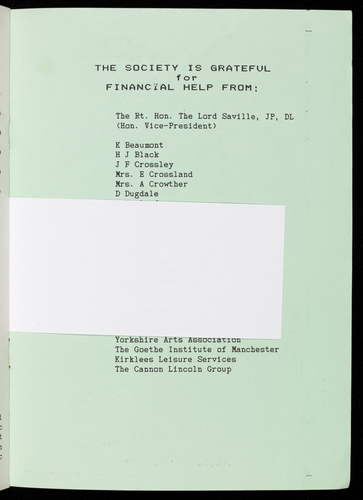 THE SOCIETY IS GRATEFUL
for
FINANCIAL HELP FROM:
The Rt. Hon. The Lord Saville, JP, DL
(Hon. Vice-President)
K Beaumont
H J Black
J F Crossley
Mrs. E Crossland
Mrs. A Crowther
D Dugdale
Yorkshire Arts Association
The Goethe Institute of Manchester
Kirklees Leisure Services
The Cannon Lincoln Group